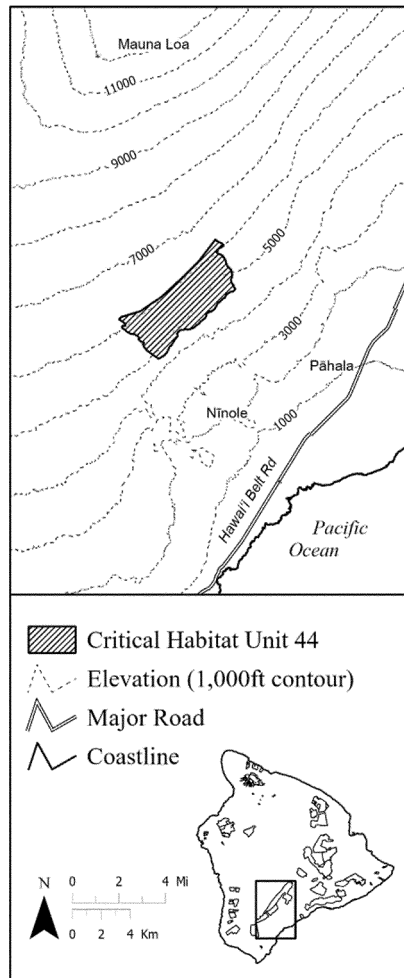 Mauna Loa
11000
9000
7000
5000
3000
Pāhala
Nīnole
1000
Hawai'i Belt Rd
Pacific
Ocean
Critical Habitat Unit 44
Elevation (1,000ft contour)
Major Road
Coastline
N
0 2 4 Mi
0 2 4 Km